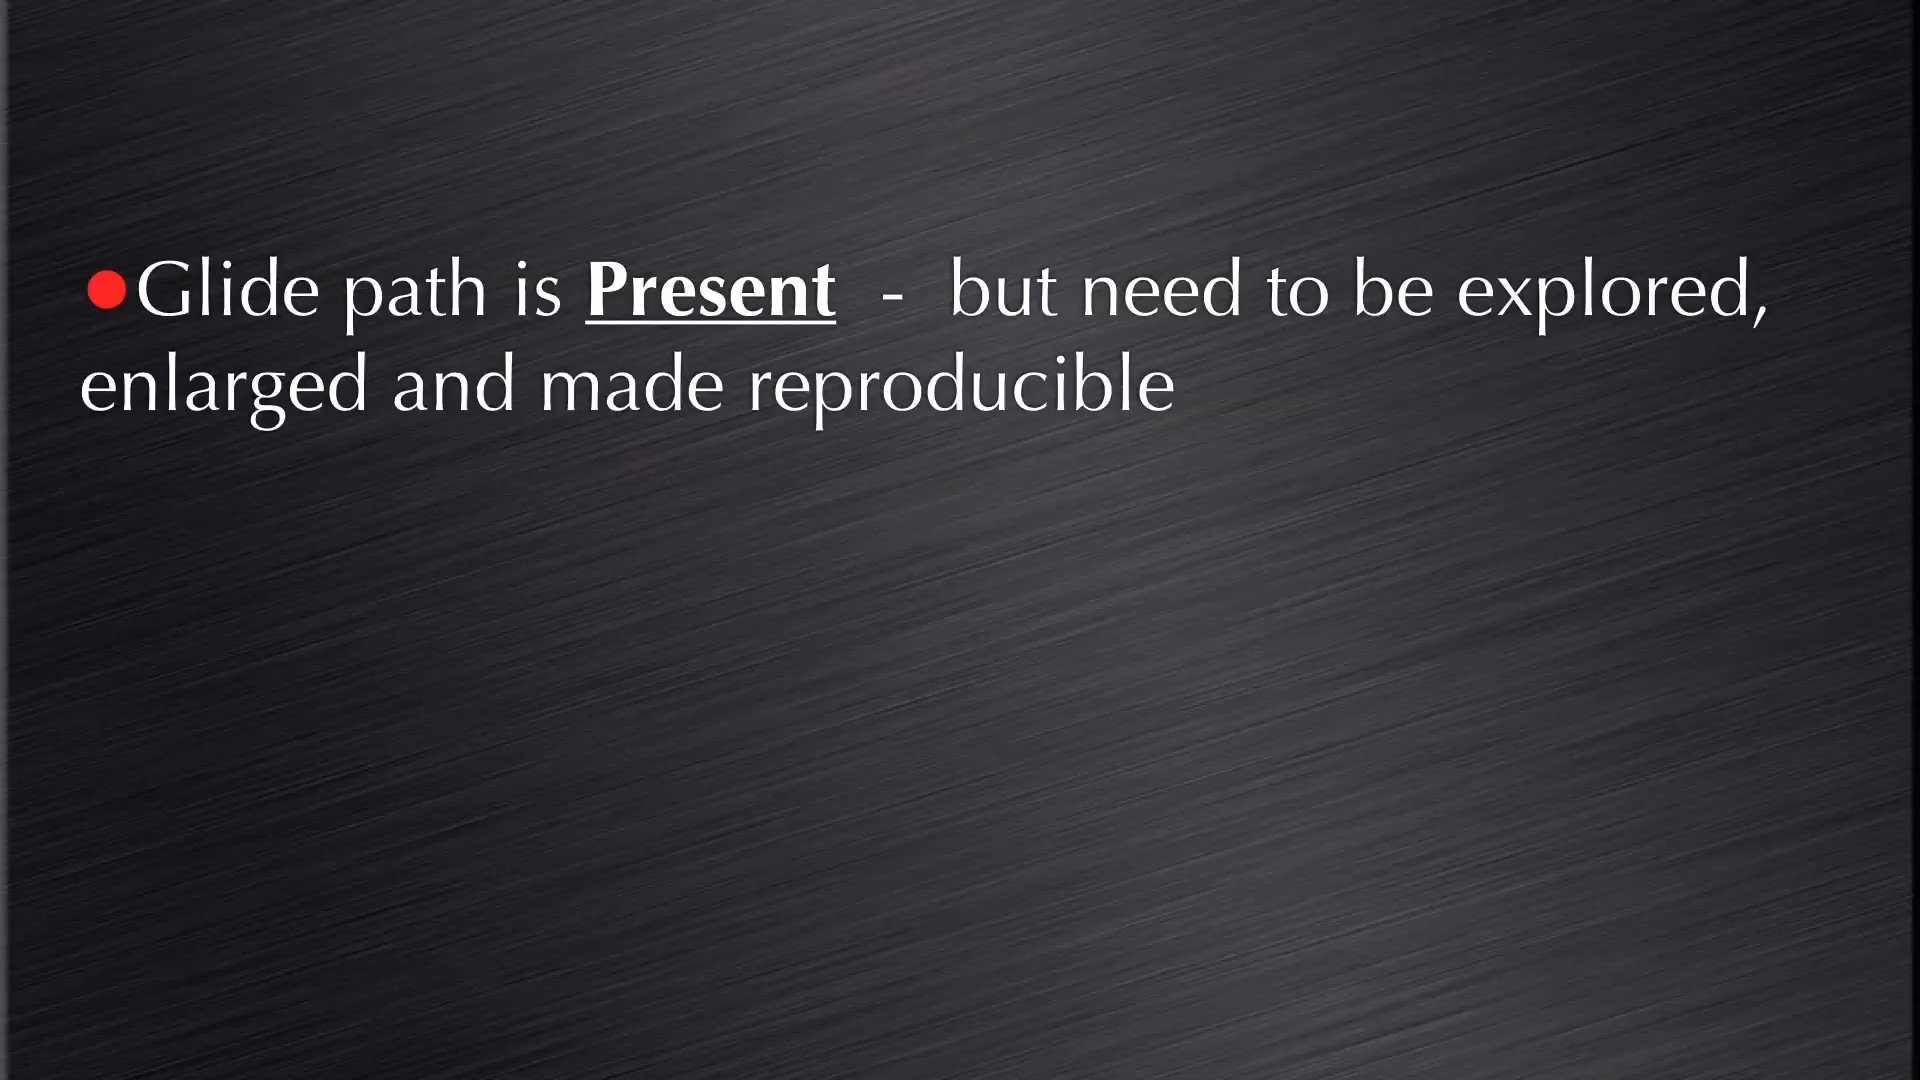 ●Glide path is Present - but need to be explored,
enlarged and made reproducible